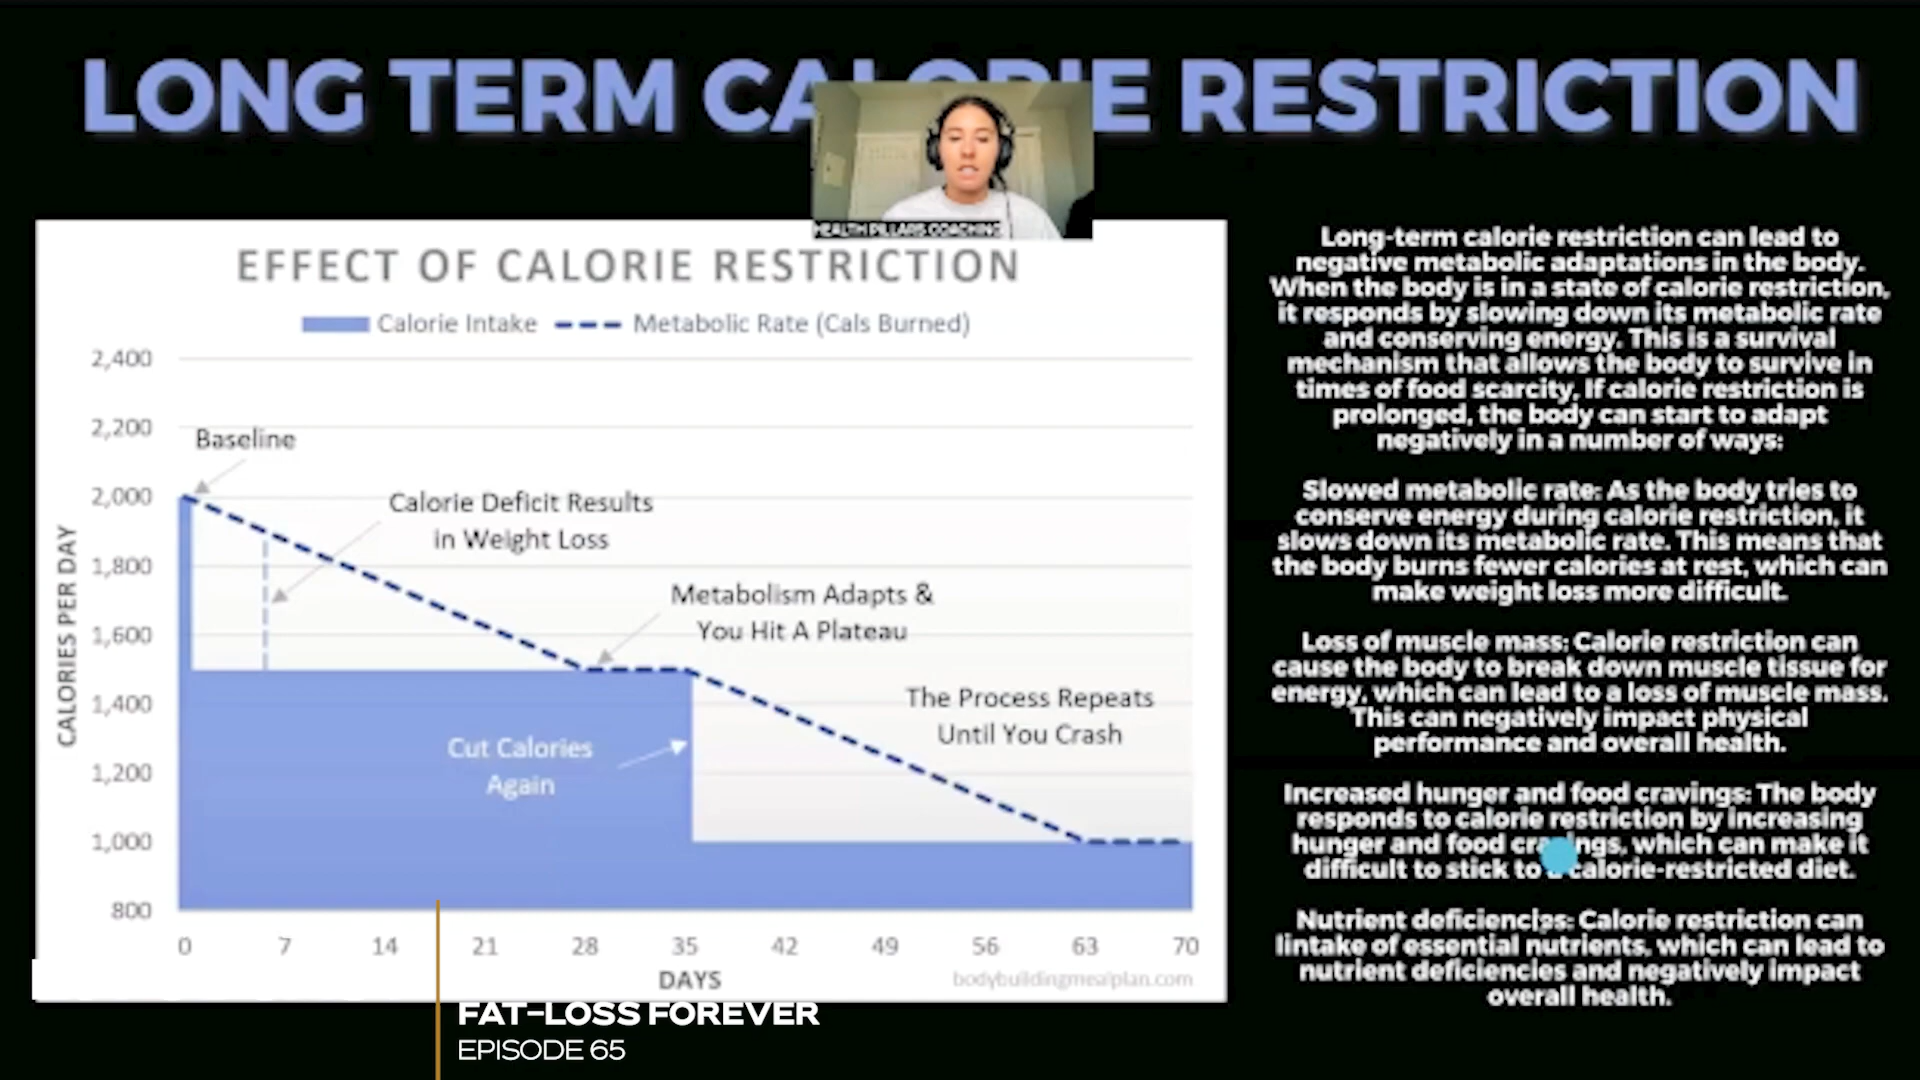 LONG TERM CALORIE RESTRICTION
HEALTH PILLARS COACHING
EFFECT OF CALORIE RESTRICTION
Calorie Intake
Metabolic Rate (Cals Burned)
2,400
2,200
Baseline
2,000
Calorie Deficit Results
in Weight Loss
1,800
Metabolism Adapts &
You Hit A Plateau
1,600
1,400
The Process Repeats
Until You Crash
Cut Calories
Again
1,200
1,000
800
CALORIES PER DAY
0 7 14 21 28 35 42 49 56 63 70
DAYS
bodybuildingmealplan.com
Long-term calorie restriction can lead to
negative metabolic adaptations in the body.
When the body is in a state of calorie restriction,
it responds by slowing down its metabolic rate
and conserving energy. This is a survival
mechanism that allows the body to survive in
times of food scarcity. If calorie restriction is
prolonged, the body can start to adapt
negatively in a number of ways:
Slowed metabolic rate: As the body tries to
conserve energy during calorie restriction, it
slows down its metabolic rate. This means that
the body burns fewer calories at rest, which can
make weight loss more difficult.
Loss of muscle mass: Calorie restriction can
cause the body to break down muscle tissue for
energy, which can lead to a loss of muscle mass.
This can negatively impact physical
performance and overall health.
Increased hunger and food cravings: The body
responds to calorie restriction by increasing
hunger and food cravings, which can make it
difficult to stick to a calorie-restricted diet.
Nutrient deficiencies: Calorie restriction can
lintake of essential nutrients, which can lead to
nutrient deficiencies and negatively impact
overall health.
FAT-LOSS FOREVER
EPISODE 65